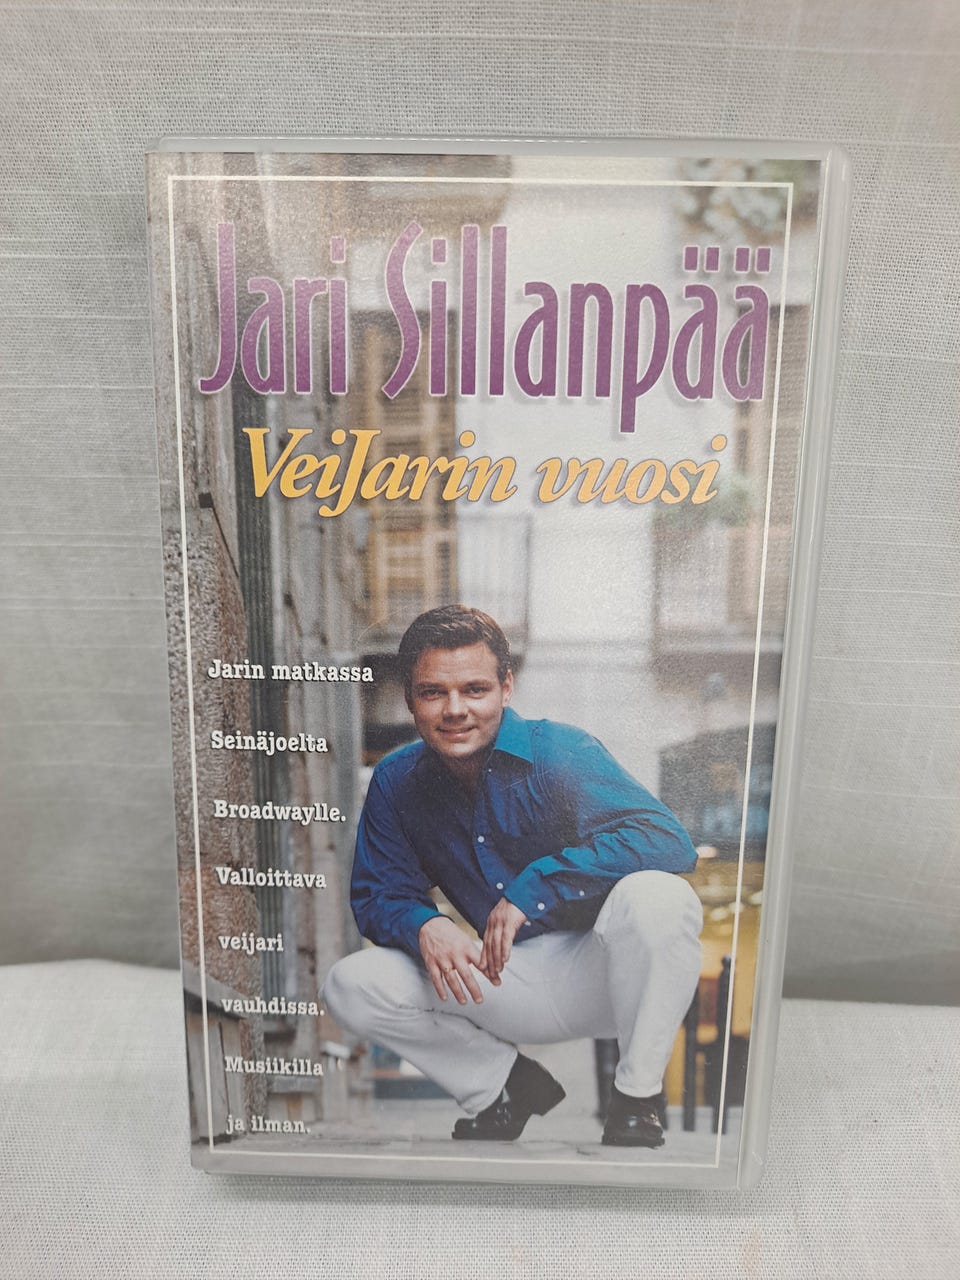 Jari Sillanpää
VeiJarin vuosi
Jarin matkassa
Seinäjoelta
Broadwaylle.
Valloittava
veijari
vauhdissa.
Musiikilla
ja ilman.